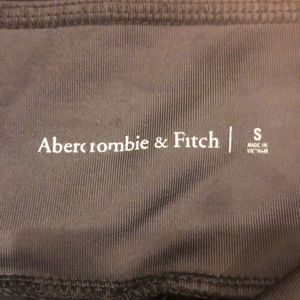 Abercrombie & Fitch
S
MADE IN
VIETNAM